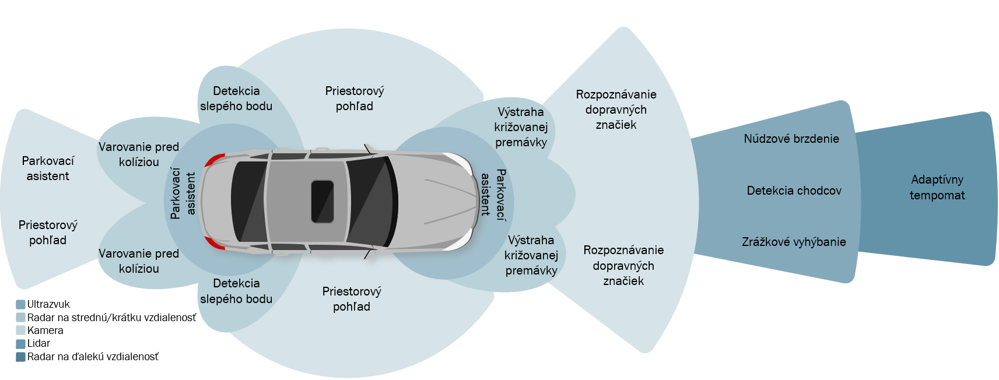 Parkovací
asistent
Priestorový
pohľad
Varovanie pred
kolíziou
Varovanie pred
kolíziou
Detekcia
slepého bodu
Detekcia
slepého bodu
Parkovací
asistent
Priestorový
pohľad
Priestorový
pohľad
Parkovací
asistent
Výstraha
križovanej
premávky
Výstraha
križovanej
premávky
Rozpoznávanie
dopravných
značiek
Rozpoznávanie
dopravných
značiek
Núdzové brzdenie
Detekcia chodcov
Zrážkové vyhýbanie
Adaptívny
tempomat
Ultrazvuk
Radar na strednú/krátku vzdialenosť
Kamera
Lidar
Radar na ďalekú vzdialenosť